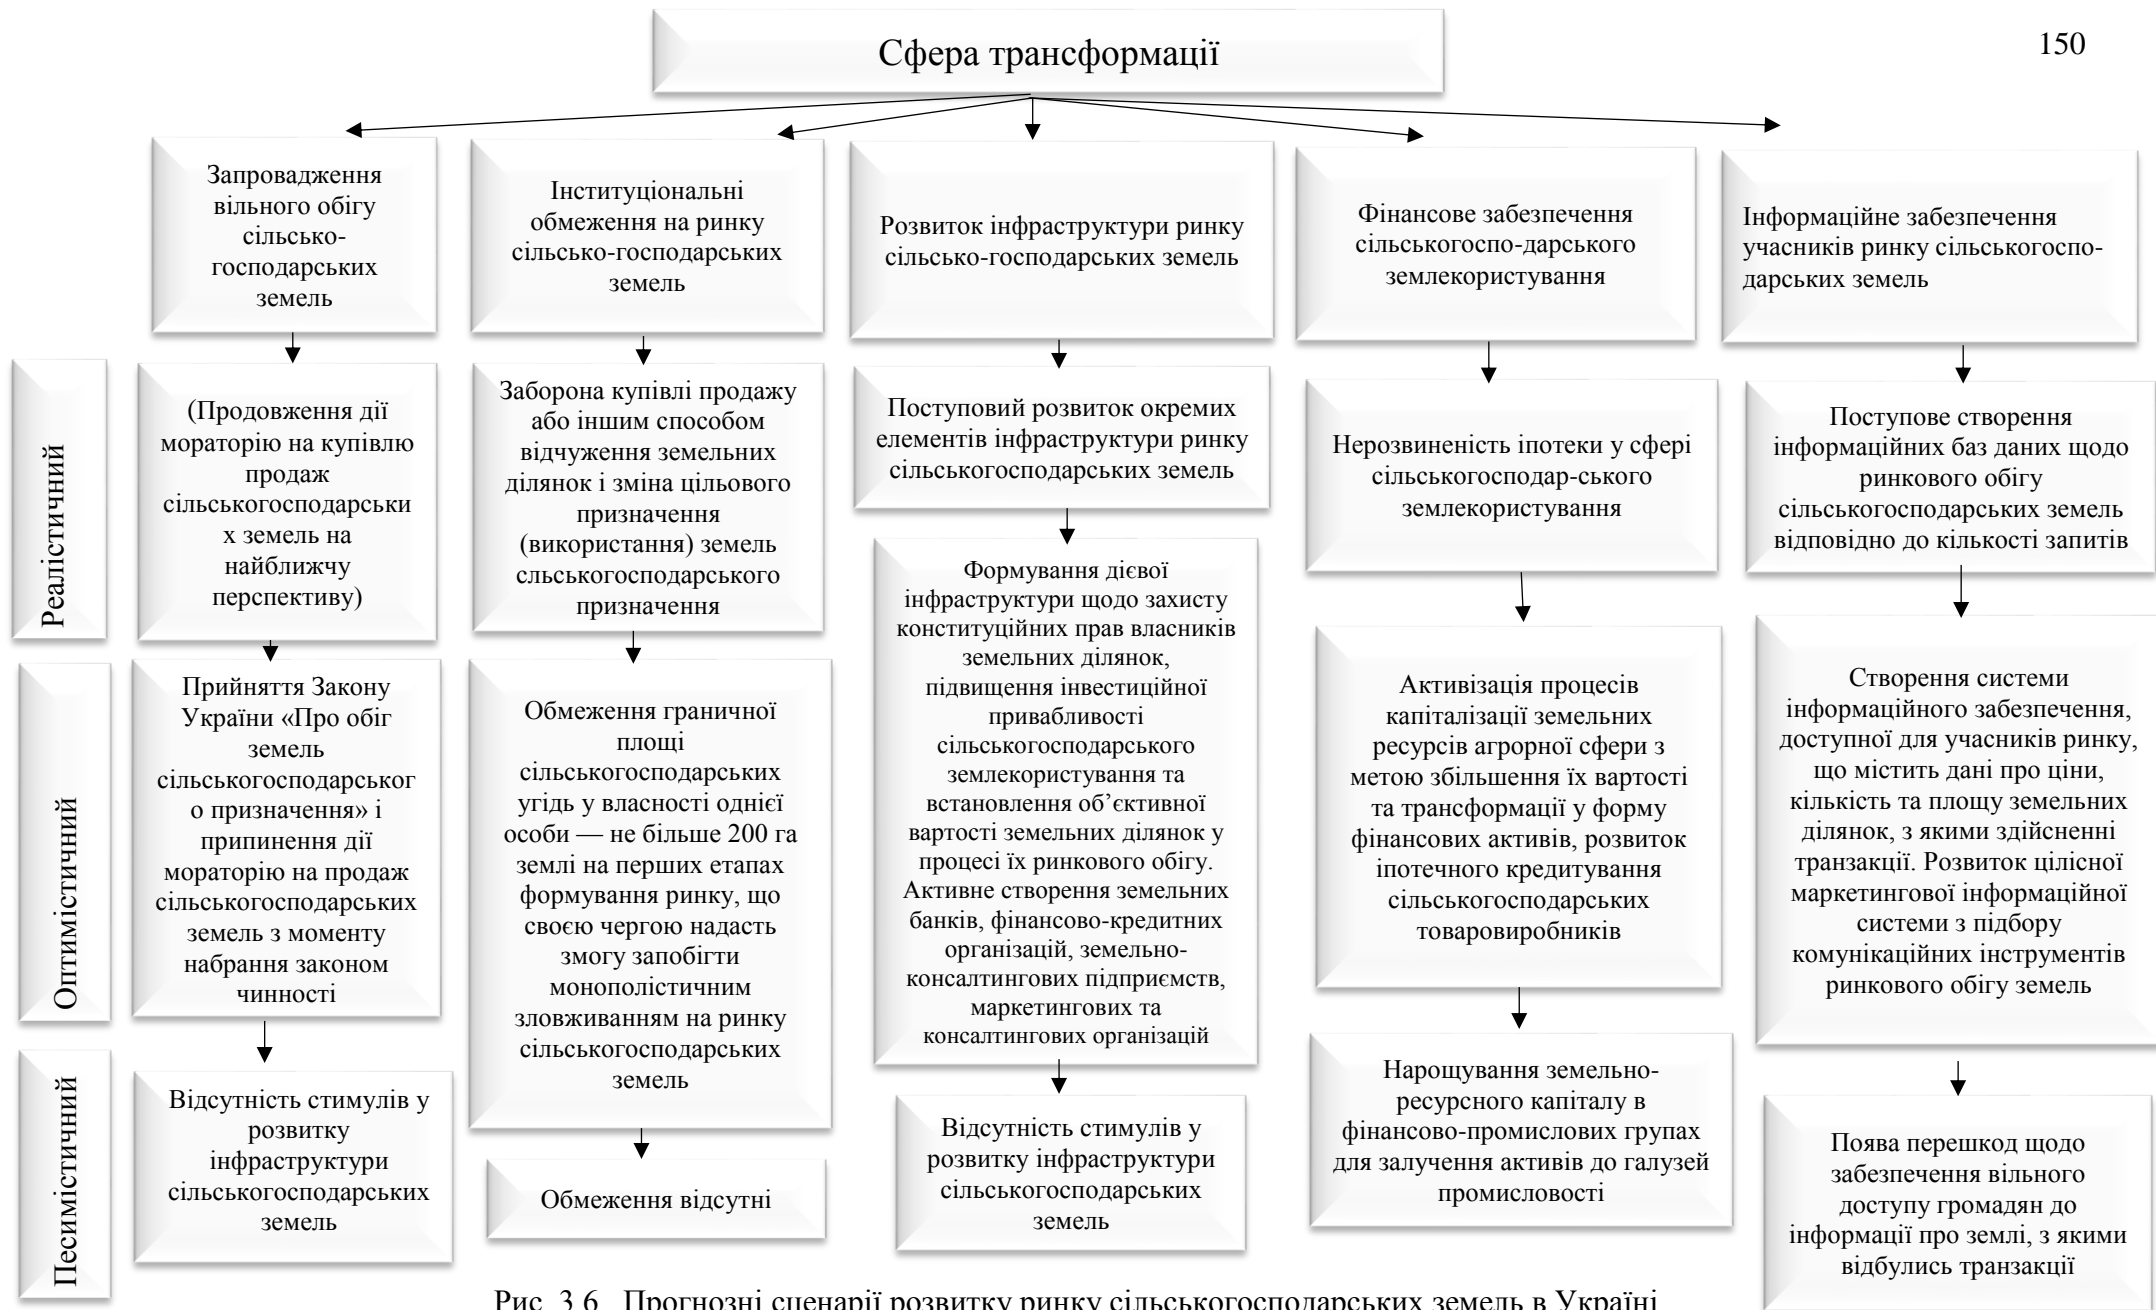 150
Сфера трансформації
Запровадження
вільного обігу
сільсько-
господарських
земель
Інституціональні
обмеження на ринку
сільсько-господарських
земель
Розвиток інфраструктури ринку
сільсько-господарських земель
Фінансове забезпечення
сільськогоспо-дарського
землекористування
Інформаційне забезпечення
учасників ринку сільськогоспо-
дарських земель
Реалістичний
(Продовження дії
мораторію на купівлю
продаж
сільськогосподарськи
х земель на
найближчу
перспективу)
Заборона купівлі продажу
або іншим способом
відчуження земельних
ділянок і зміна цільового
призначення
(використання) земель
сльськогосподарського
призначення
Поступовий розвиток окремих
елементів інфраструктури ринку
сільськогосподарських земель
Нерозвиненість іпотеки у сфері
сільськогосподар-ського
землекористування
Поступове створення
інформаційних баз даних щодо
ринкового обігу
сільськогосподарських земель
відповідно до кількості запитів
Оптимістичний
Прийняття Закону
України «Про обіг
земель
сільськогосподарськог
о призначення» і
припинення дії
мораторію на продаж
сільськогосподарських
земель з моменту
набрання законом
чинності
Обмеження граничної
площі
сільськогосподарських
угідь у власності однієї
особи — не більше 200 га
землі на перших етапах
формування ринку, що
своєю чергою надасть
змогу запобігти
монополістичним
зловживанням на ринку
сільськогосподарських
земель
Формування дієвої
інфраструктури щодо захисту
конституційних прав власників
земельних ділянок,
підвищення інвестиційної
привабливості
сільськогосподарського
землекористування та
встановлення об’єктивної
вартості земельних ділянок у
процесі їх ринкового обігу.
Активне створення земельних
банків, фінансово-кредитних
організацій, земельно-
консалтингових підприємств,
маркетингових та
консалтингових організацій
Активізація процесів
капіталізації земельних
ресурсів агрорної сфери з
метою збільшення їх вартості
та трансформації у форму
фінансових активів, розвиток
іпотечного кредитування
сільськогосподарських
товаровиробників
Створення системи
інформаційного забезпечення,
доступної для учасників ринку,
що містить дані про ціни,
кількість та площу земельних
ділянок, з якими здійсненні
транзакції. Розвиток цілісної
маркетингової інформаційної
системи з підбору
комунікаційних інструментів
ринкового обігу земель
Песимістичний
Відсутність стимулів у
розвитку
інфраструктури
сільськогосподарських
земель
Обмеження відсутні
Відсутність стимулів у
розвитку інфраструктури
сільськогосподарських
земель
Нарощування земельно-
ресурсного капіталу в
фінансово-промислових групах
для залучення активів до галузей
промисловості
Поява перешкод щодо
забезпечення вільного
доступу громадян до
інформації про землі, з якими
відбулись транзакції
Рис. 3.6. Прогнозні сценарії розвитку ринку сільськогосподарських земель в Україні